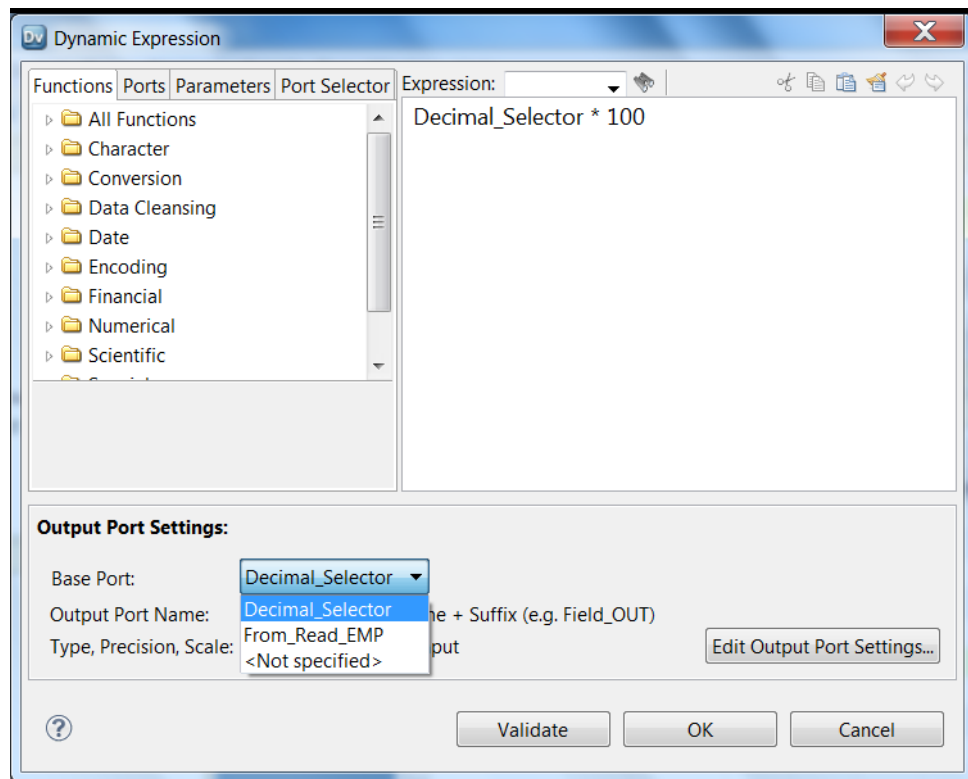 Dv Dynamic Expression
Functions Ports Parameters Port Selector
All Functions
Character
Conversion
Data Cleansing
Date
Encoding
Financial
Numerical
Scientific
Expression:
Decimal_Selector * 100
Output Port Settings:
Base Port: Decimal_Selector
Decimal_Selector
From_Read_EMP
<Not specified>
Output Port Name: + Suffix (e.g. Field_OUT)
Type, Precision, Scale:
Edit Output Port Settings...
?
Validate OK Cancel